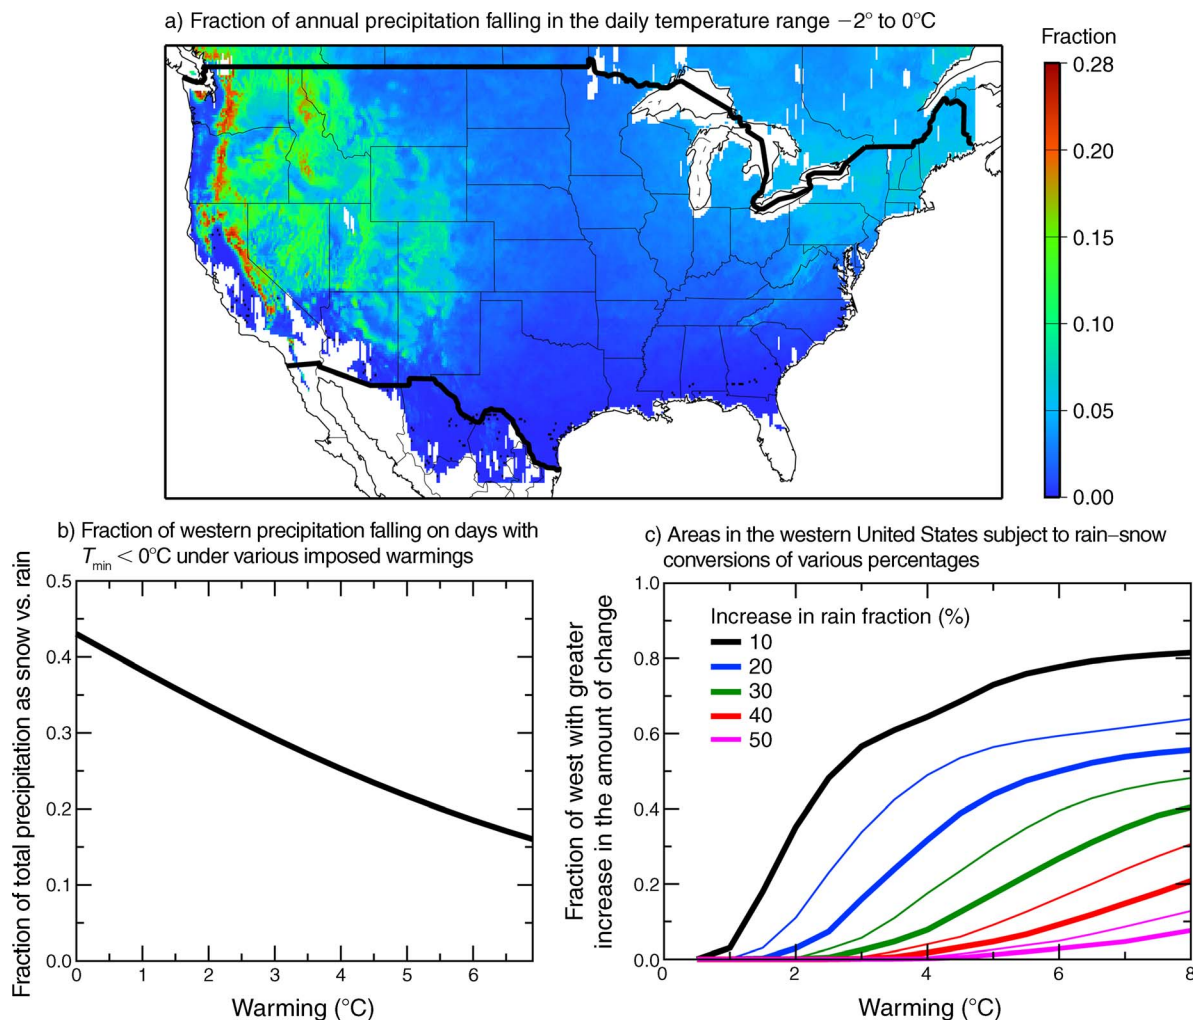 a) Fraction of annual precipitation falling in the daily temperature range −2° to 0°C
Fraction
0.28
0.20
0.15
0.10
0.05
0.00
b) Fraction of western precipitation falling on days with
Tmin < 0°C under various imposed warmings
Fraction of total precipitation as snow vs. rain
0.5
0.4
0.3
0.2
0.1
0.0
0 1 2 3 4 5 6
Warming (°C)
c) Areas in the western United States subject to rain–snow
conversions of various percentages
Fraction of west with greater
increase in the amount of change
1.0
0.8
0.6
0.4
0.2
0.0
Increase in rain fraction (%)
10
20
30
40
50
0 2 4 6 8
Warming (°C)